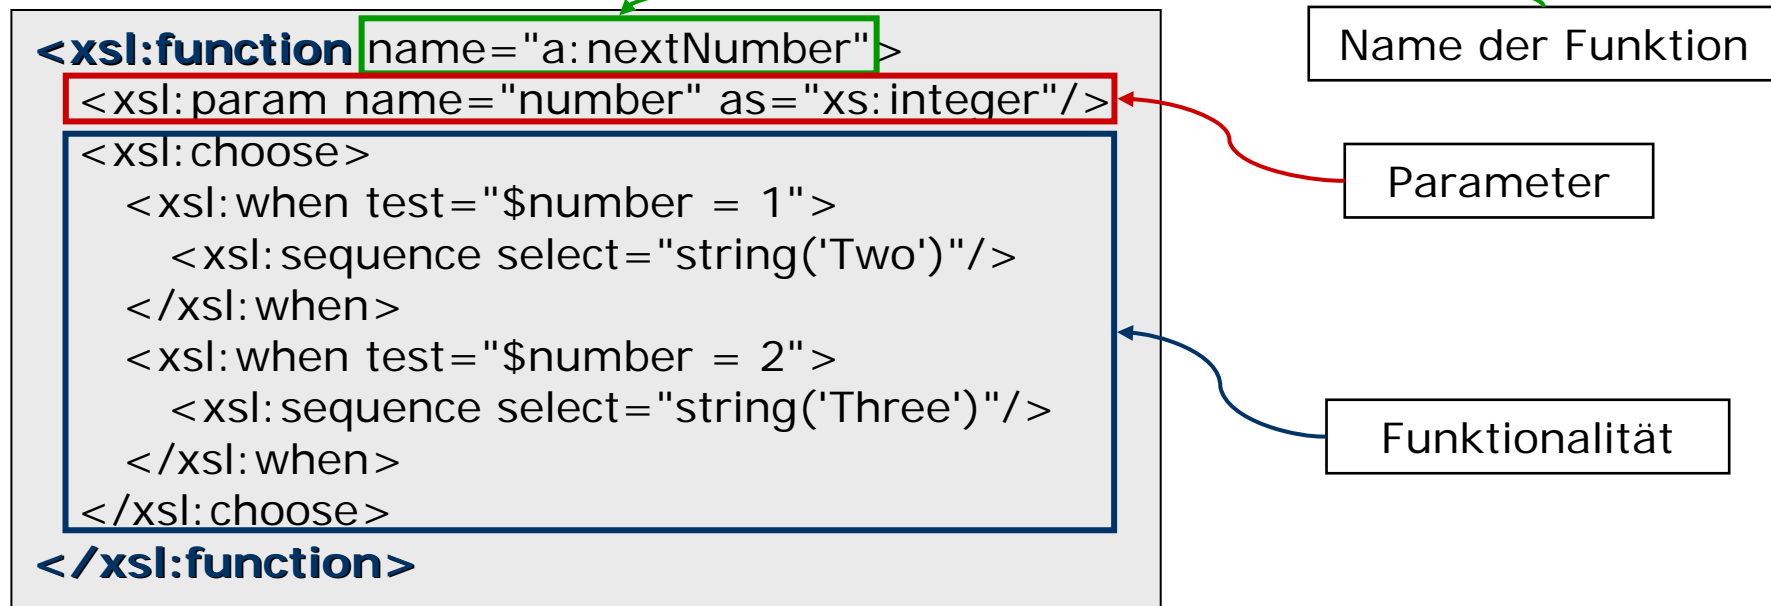 <xsl:function name="a:nextNumber">
<xsl:param name="number" as="xs:integer"/>
<xsl:choose>
<xsl:when test="$number = 1">
<xsl:sequence select="string('Two')"/>
</xsl:when>
<xsl:when test="$number = 2">
<xsl:sequence select="string('Three')"/>
</xsl:when>
</xsl:choose>
</xsl:function>
Name der Funktion
Parameter
Funktionalität